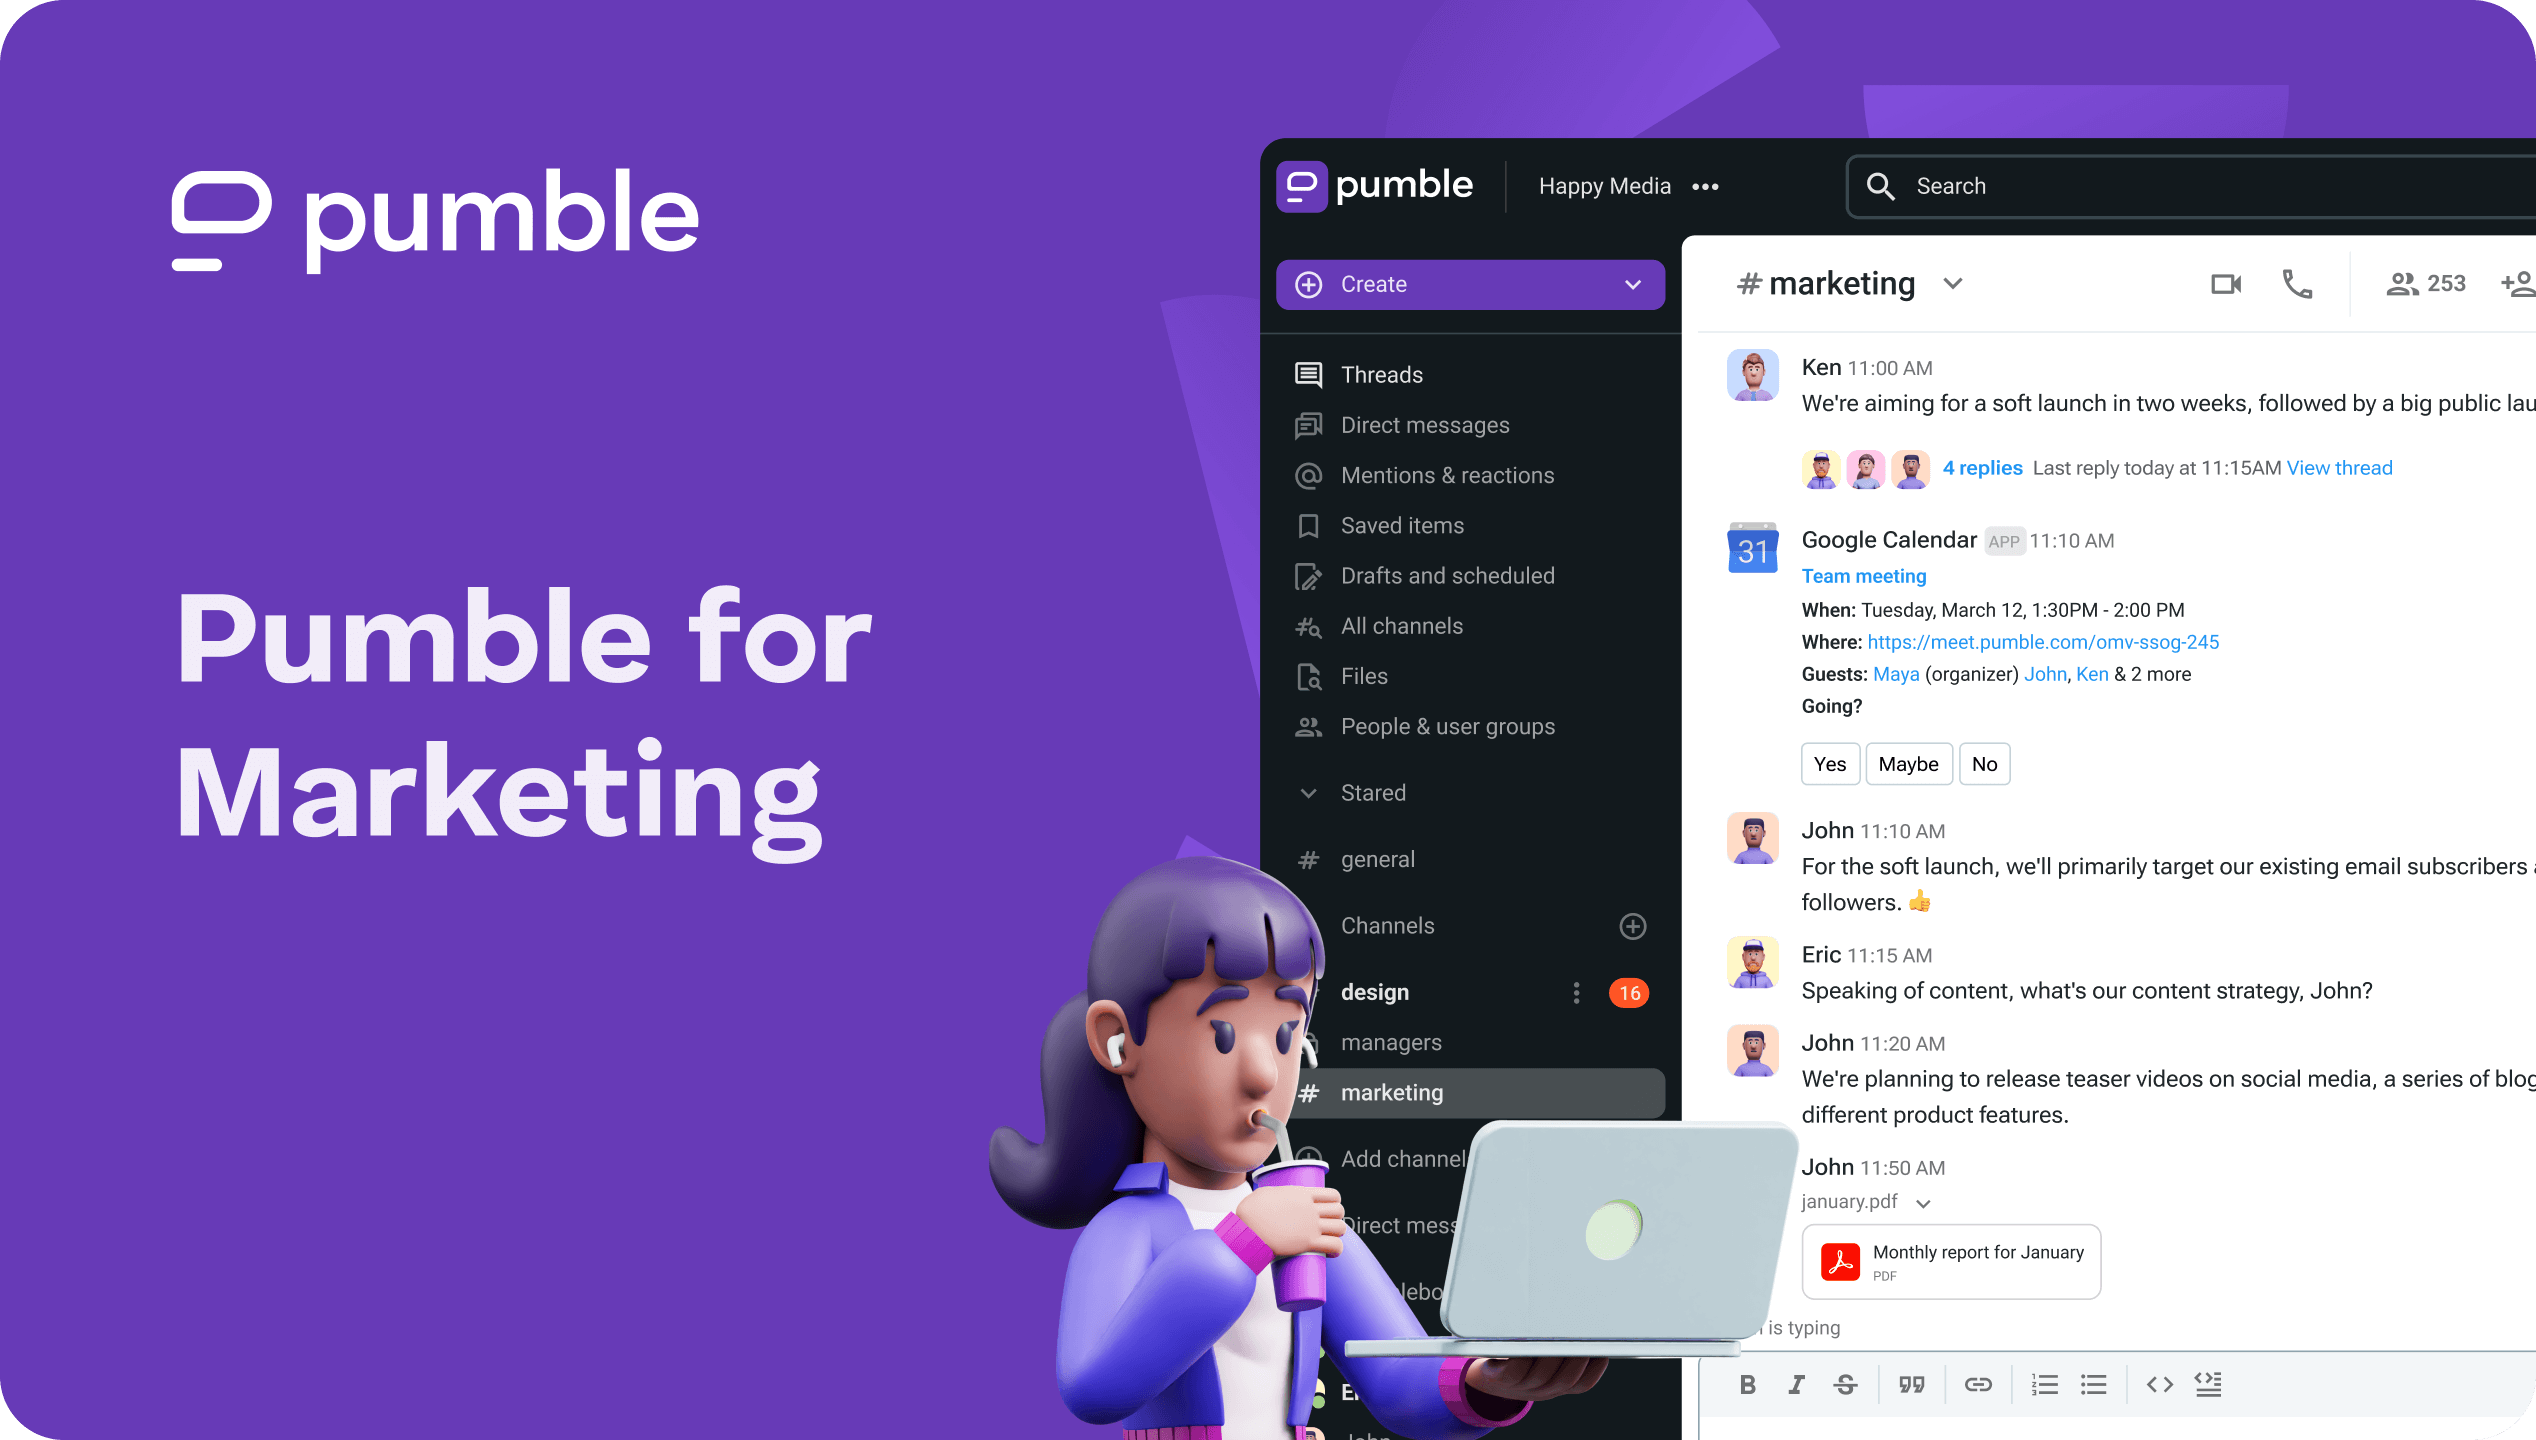 pumble
Pumble for
Marketing
pumble
Happy Media
Search
Create
Threads
Direct messages
Mentions & reactions
Saved items
Drafts and scheduled
All channels
Files
People & user groups
Stared
# general
Channels
design
16
managers
# marketing
Add channel
Direct
# marketing
253
Ken 11:00 AM
We're aiming for a soft launch in two weeks, followed by a big public
4 replies Last reply today at 11:15AM View thread
31
Google Calendar APP 11:10 AM
Team meeting
When: Tuesday, March 12, 1:30PM - 2:00 PM
Where: https://meet.pumble.com/omv-ssog-245
Guests: Maya (organizer) John, Ken & 2 more
Going?
Yes Maybe No
John 11:10 AM
For the soft launch, we'll primarily target our existing email subscribers
followers. 👍
Eric 11:15 AM
Speaking of content, what's our content strategy, John?
John 11:20 AM
We're planning to release teaser videos on social media, a series of
different product features.
John 11:50 AM
january.pdf
Monthly report for January
PDF
is typing
B I S